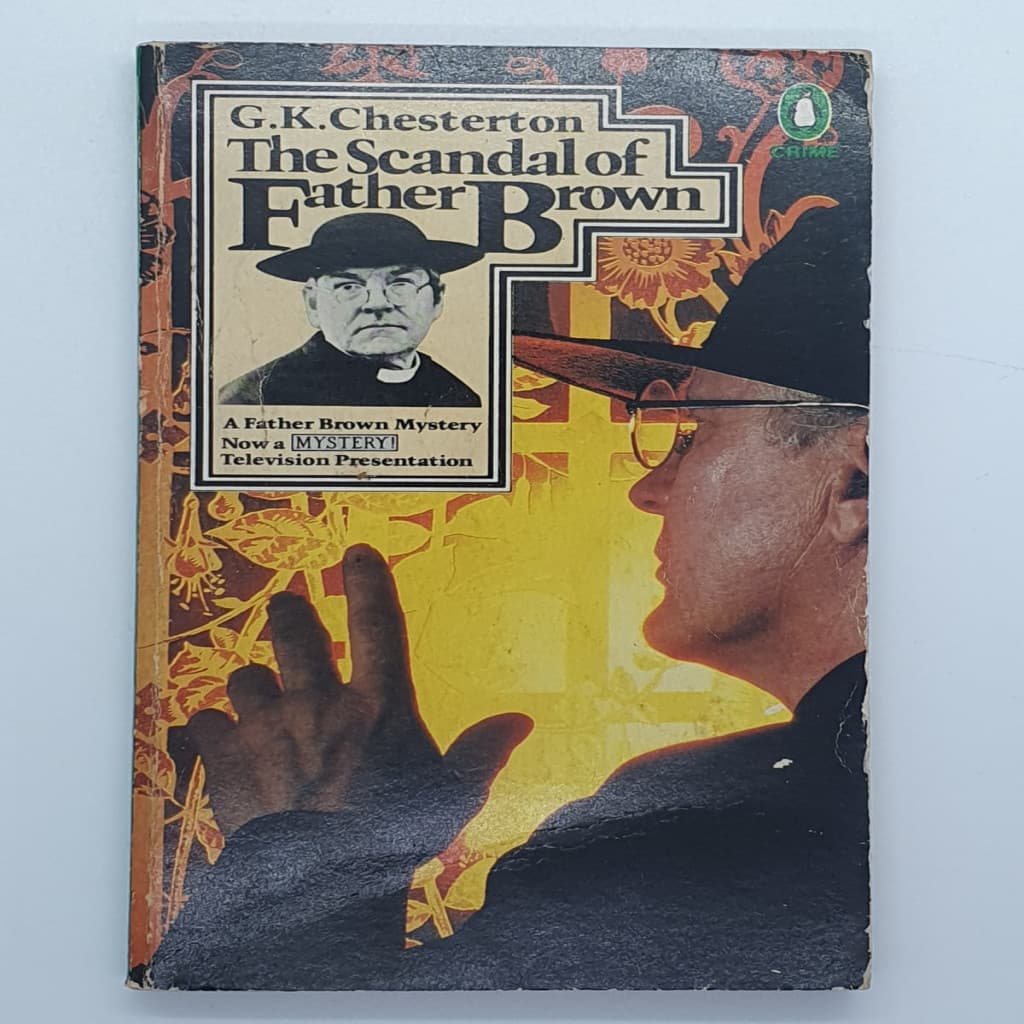 G.K.Chesterton
The Scandal of
Father Brown
CRIME
A Father Brown Mystery
Now a MYSTERY!
Television Presentation